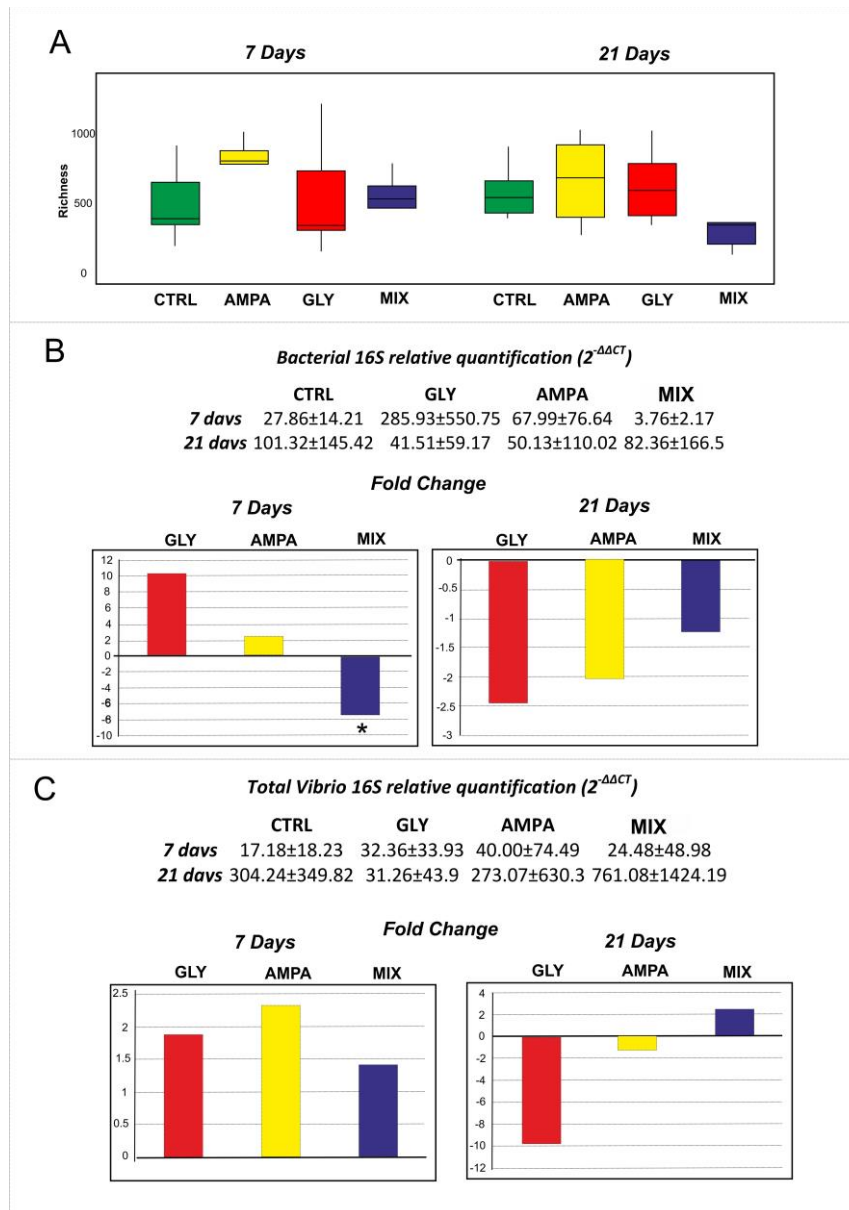 A
7 Days 21 Days
1000
Richness
500
0
CTRL AMPA GLY MIX CTRL AMPA GLY MIX
B
Bacterial 16S relative quantification (2^-ΔΔCT)
CTRL GLY AMPA MIX
7 davs 27.86±14.21 285.93±550.75 67.99±76.64 3.76±2.17
21 davs 101.32±145.42 41.51±59.17 50.13±110.02 82.36±166.5
Fold Change
7 Days 21 Days
GLY AMPA MIX GLY AMPA MIX
12
10
8
6
4
2
0
-2
-4
-6
-8
-10
*
0
-0.5
-1
-1.5
-2
-2.5
-3
C
Total Vibrio 16S relative quantification (2^-ΔΔCT)
CTRL GLY AMPA MIX
7 davs 17.18±18.23 32.36±33.93 40.00±74.49 24.48±48.98
21 davs 304.24±349.82 31.26±43.9 273.07±630.3 761.08±1424.19
Fold Change
7 Days 21 Days
GLY AMPA MIX GLY AMPA MIX
2.5
2
1.5
1
0.5
0
4
2
0
-2
-4
-6
-8
-10
-12